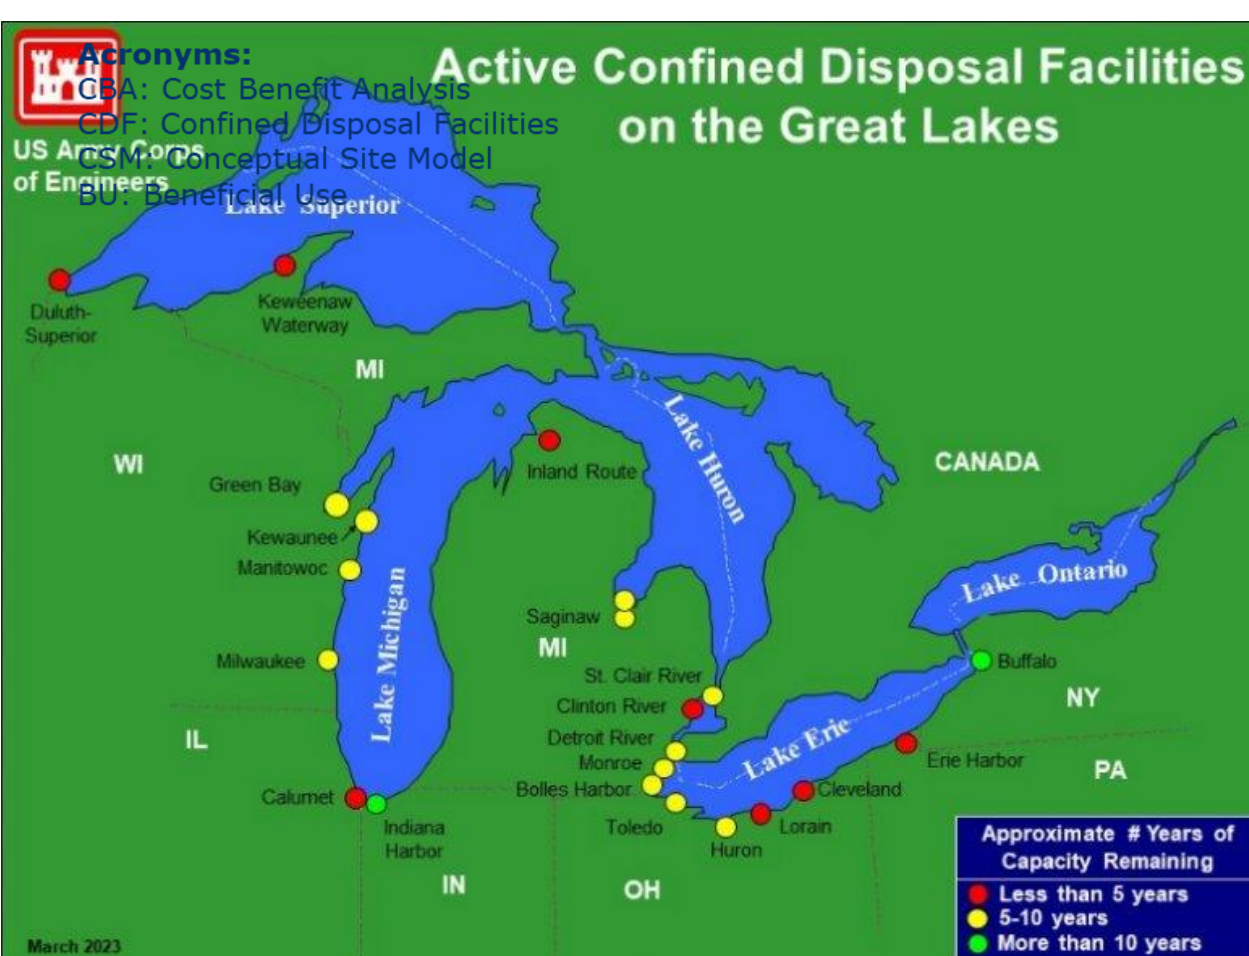 Acronyms:
CBA: Cost Benefit Analysis
CDF: Confined Disposal Facilities
CSM: Conceptual Site Model
BU: Beneficial Use
US Army Corps
of Engineers
Active Confined Disposal Facilities
on the Great Lakes
Lake Superior
Duluth-
Superior
Keweenaw
Waterway
MI
WI
Lake Huron
CANADA
Inland Route
Green Bay
Kewaunee
Manitowoc
Lake Michigan
Lake Ontario
Saginaw
MI
Milwaukee
St. Clair River
Buffalo
Clinton River
NY
IL
Detroit River
Lake Erie
Monroe
Erie Harbor
PA
Bolles Harbor
Cleveland
Calumet
Indiana
Harbor
Toledo
Lorain
Huron
IN
OH
Approximate # Years of
Capacity Remaining
Less than 5 years
5-10 years
More than 10 years
March 2023